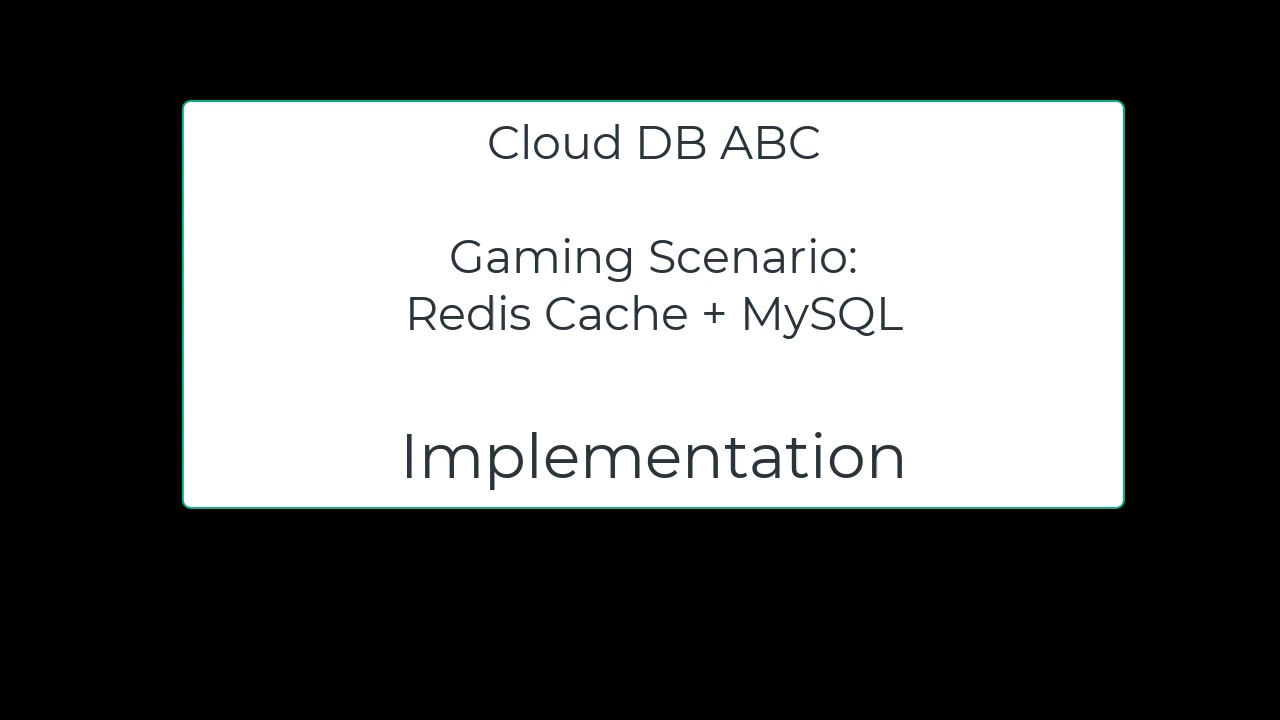 Cloud DB ABC
Gaming Scenario:
Redis Cache + MySQL
Implementation